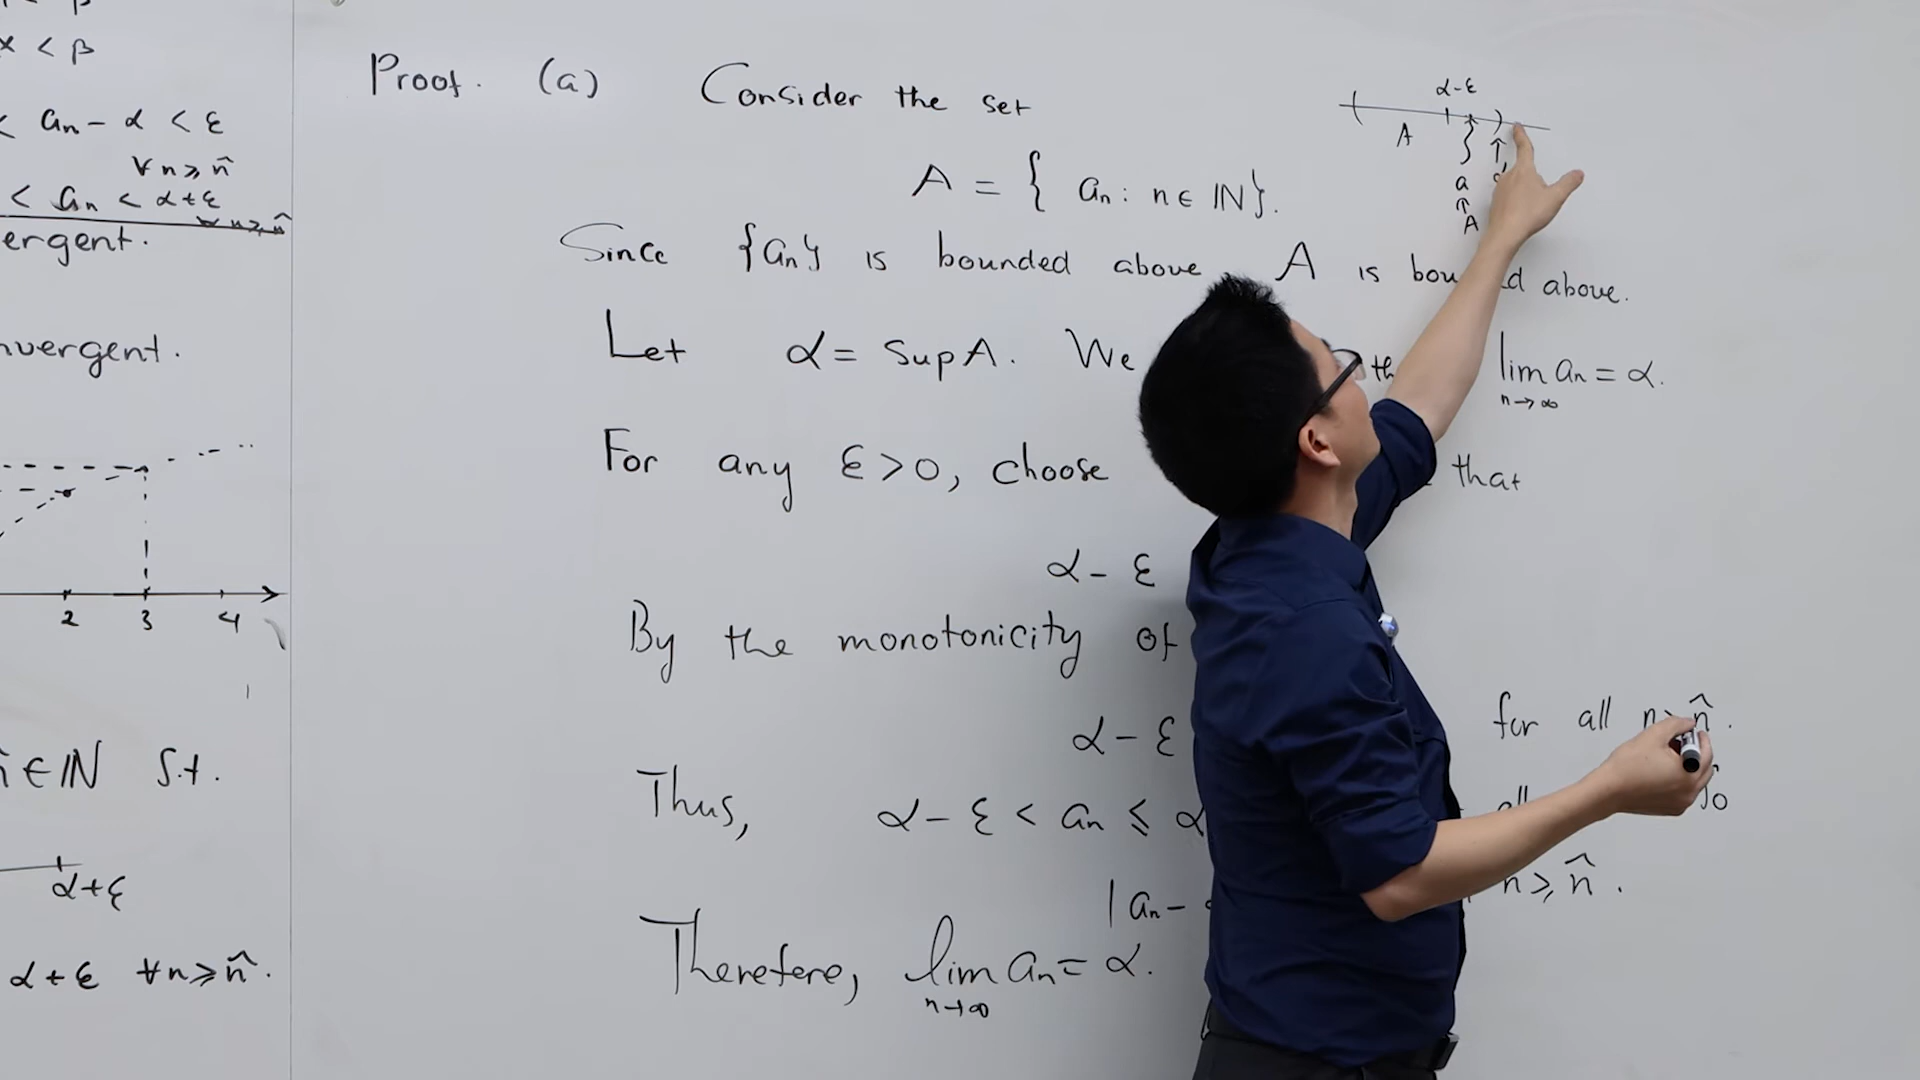 α < β
< an - α < ε
∀ n ≥ n̂
< an < α + ε
∀ n ≥ n̂
ergent.
nvergent.
2 3 4
∈ ℕ s.t.
α + ε
α + ε ∀ n ≥ n̂.
Proof. (a) Consider the set
A = { an : n ∈ ℕ }.
Since {an} is bounded above A is bou d above.
Let α = Sup A. We th lim an = α.
n → ∞
For any ε > 0, choose that
α - ε
By the monotonicity of
α - ε for all n n̂.
Thus, α - ε < an ≤ α all
| an - n ≥ n̂.
Therefore, lim an = α.
n → ∞
α - ε
A
a
A